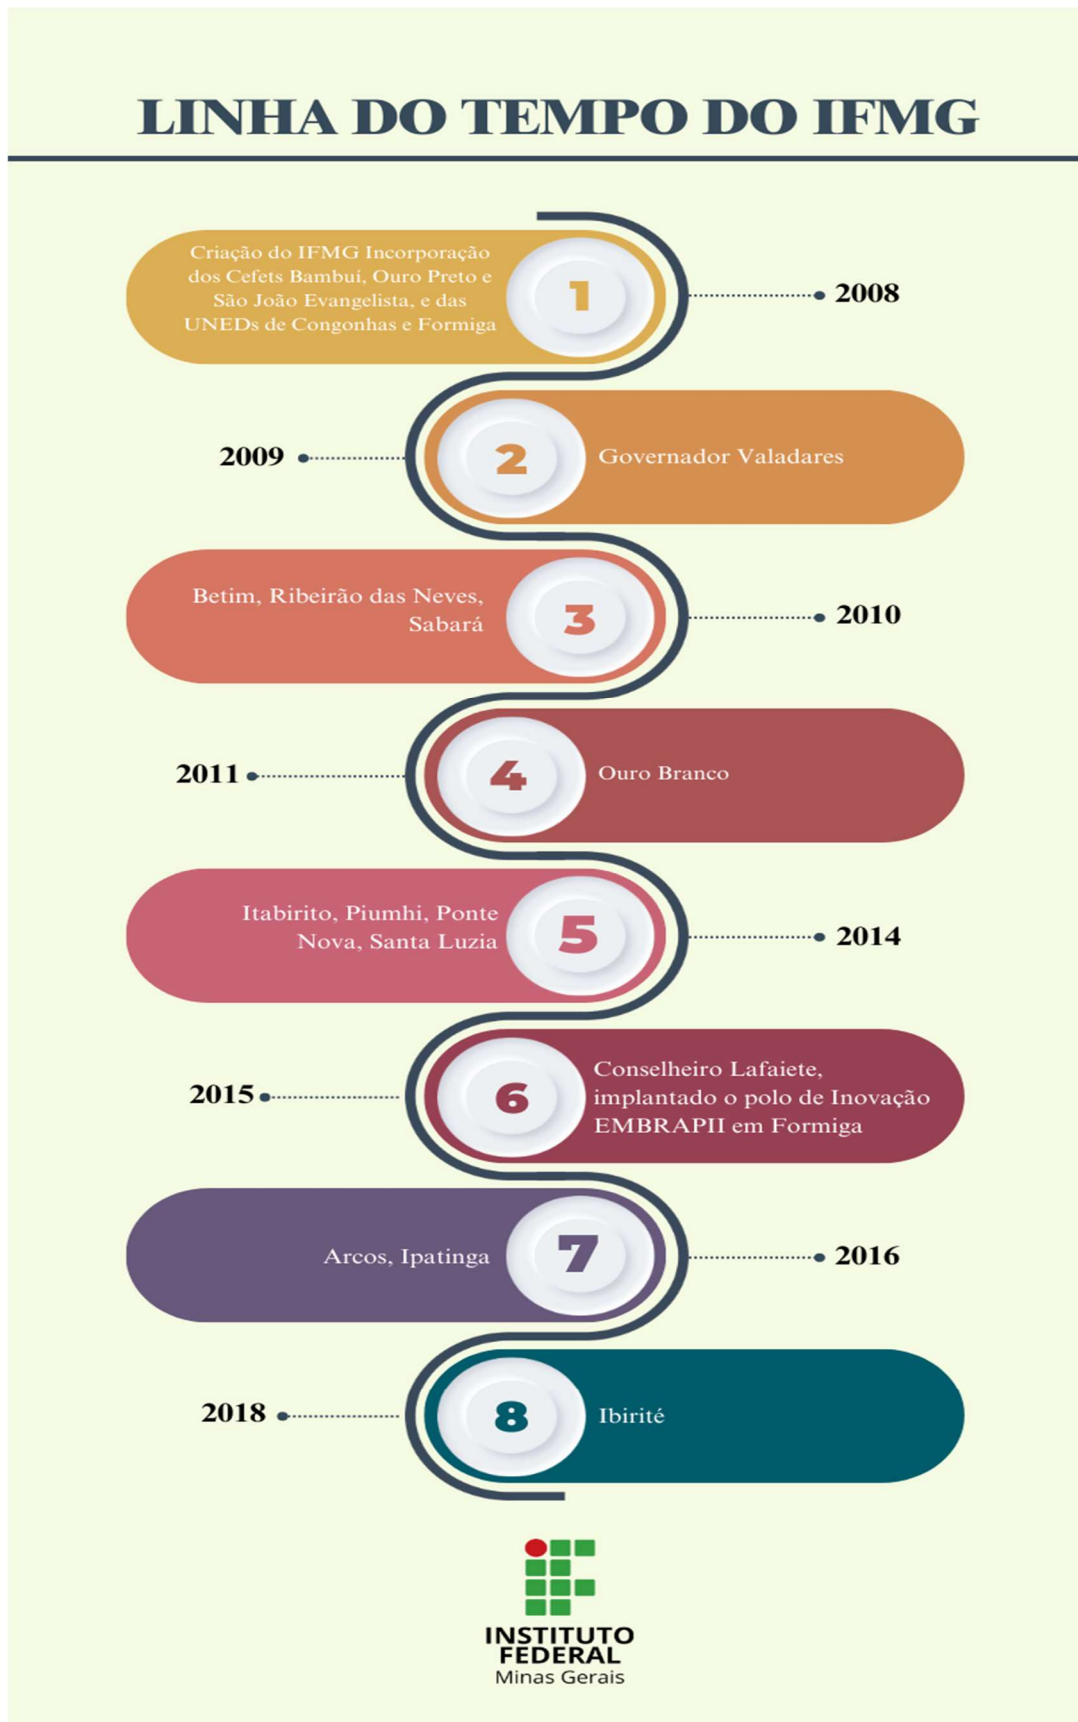 LINHA DO TEMPO DO IFMG
Criação do IFMG Incorporação
dos Cefets Bambuí, Ouro Preto e
São João Evangelista, e das
UNEDs de Congonhas e Formiga
1
2008
2009
2
Governador Valadares
Betim, Ribeirão das Neves,
Sabará
3
2010
2011
4
Ouro Branco
Itabirito, Piumhi, Ponte
Nova, Santa Luzia
5
2014
2015
6
Conselheiro Lafaiete,
implantado o polo de Inovação
EMBRAPII em Formiga
Arcos, Ipatinga
7
2016
2018
8
Ibirité
INSTITUTO
FEDERAL
Minas Gerais